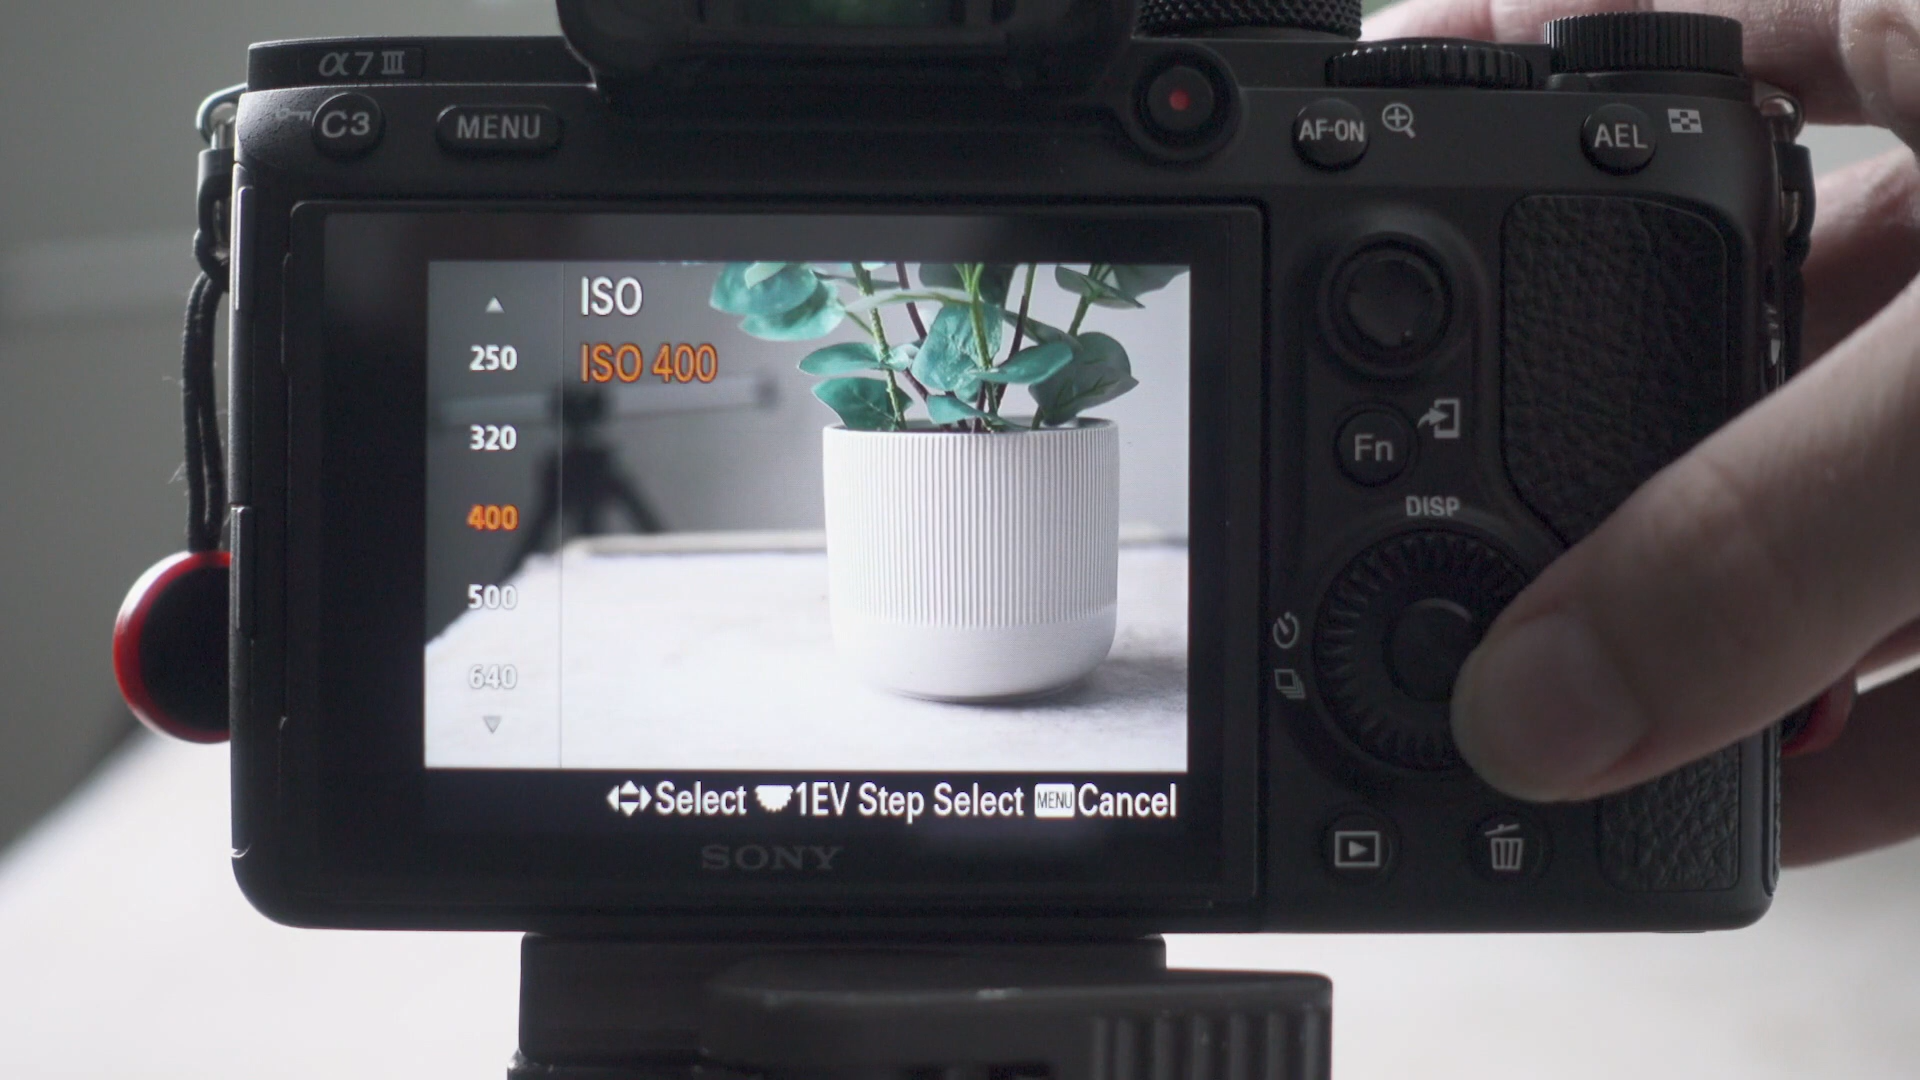 α7III
C3
MENU
AF-ON
AEL
ISO
ISO 400
250
320
400
500
640
Select 1EV Step Select MENU Cancel
Fn
DISP
SONY